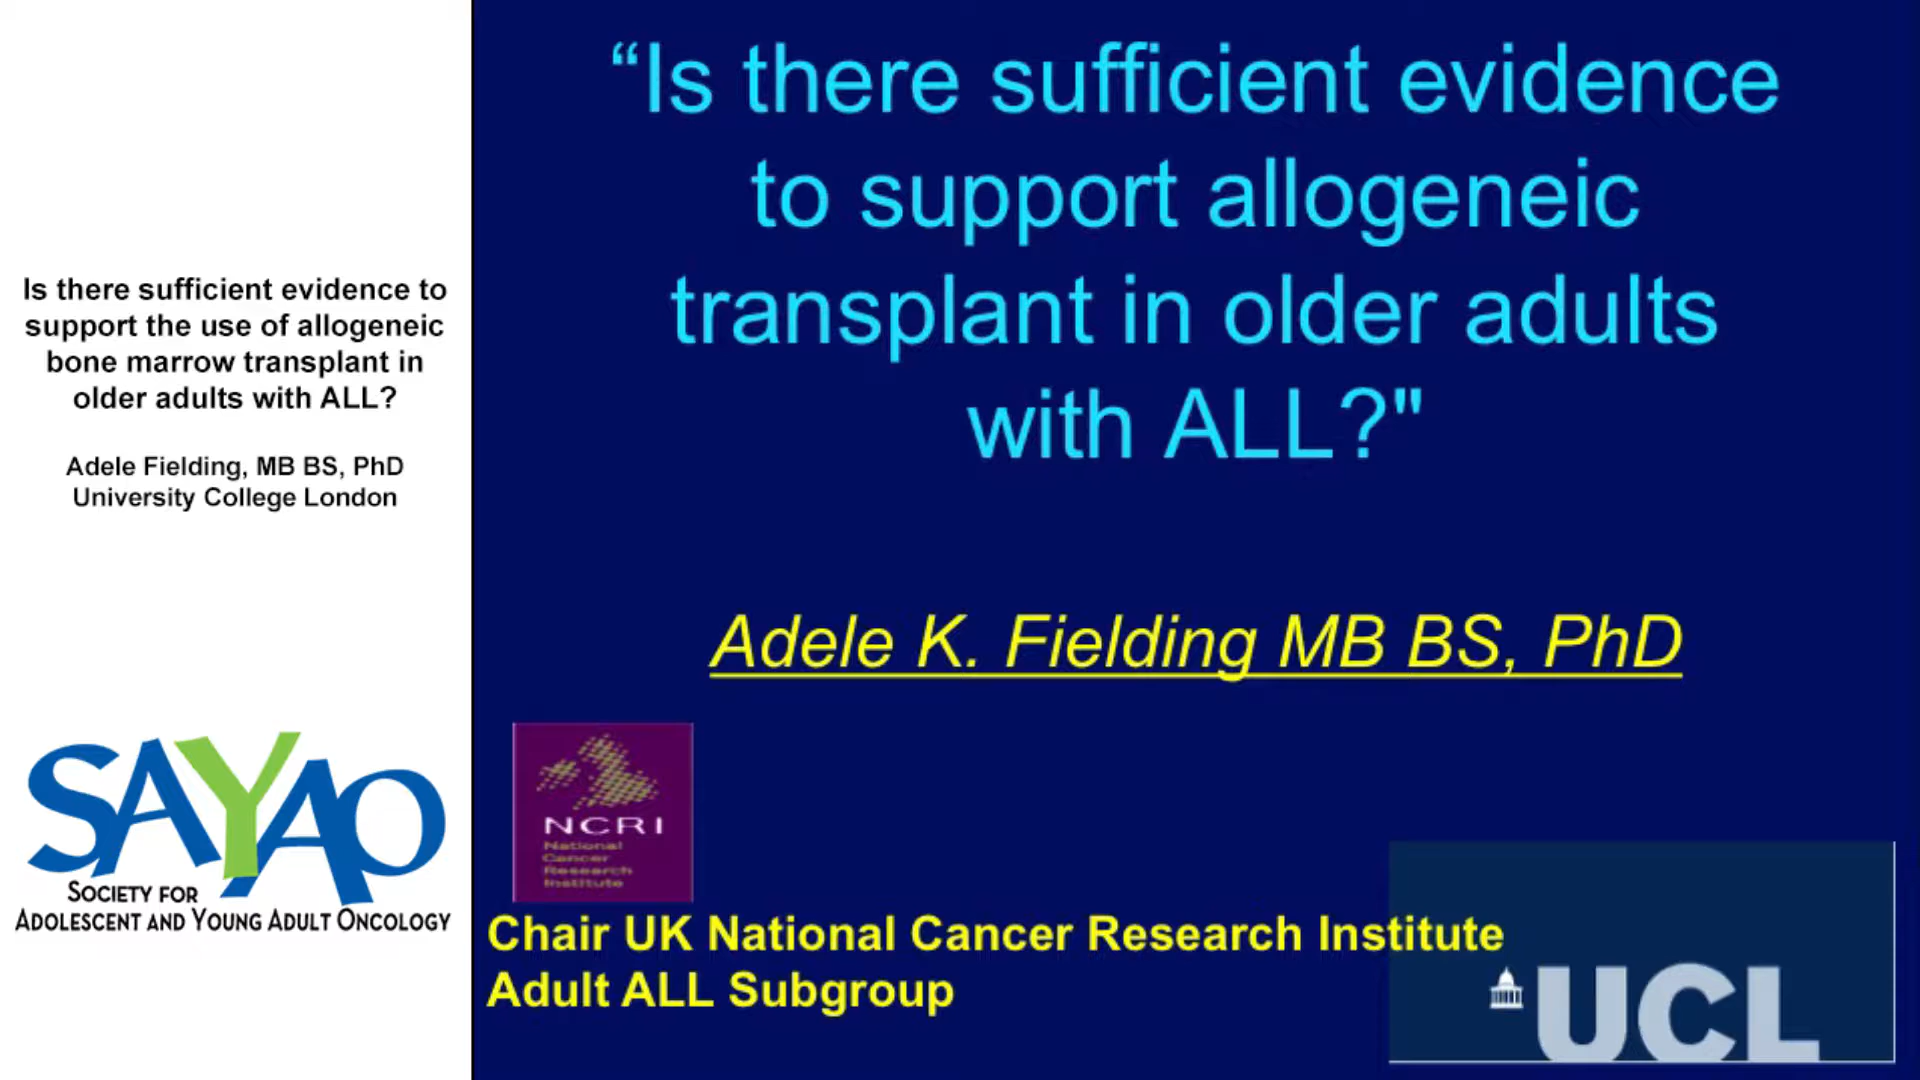 Is there sufficient evidence to
support the use of allogeneic
bone marrow transplant in
older adults with ALL?
Adele Fielding, MB BS, PhD
University College London
SAYAO
SOCIETY FOR
ADOLESCENT AND YOUNG ADULT ONCOLOGY
“Is there sufficient evidence
to support allogeneic
transplant in older adults
with ALL?"
Adele K. Fielding MB BS, PhD
NCRI
National
Cancer
Research
Institute
Chair UK National Cancer Research Institute
Adult ALL Subgroup
UCL